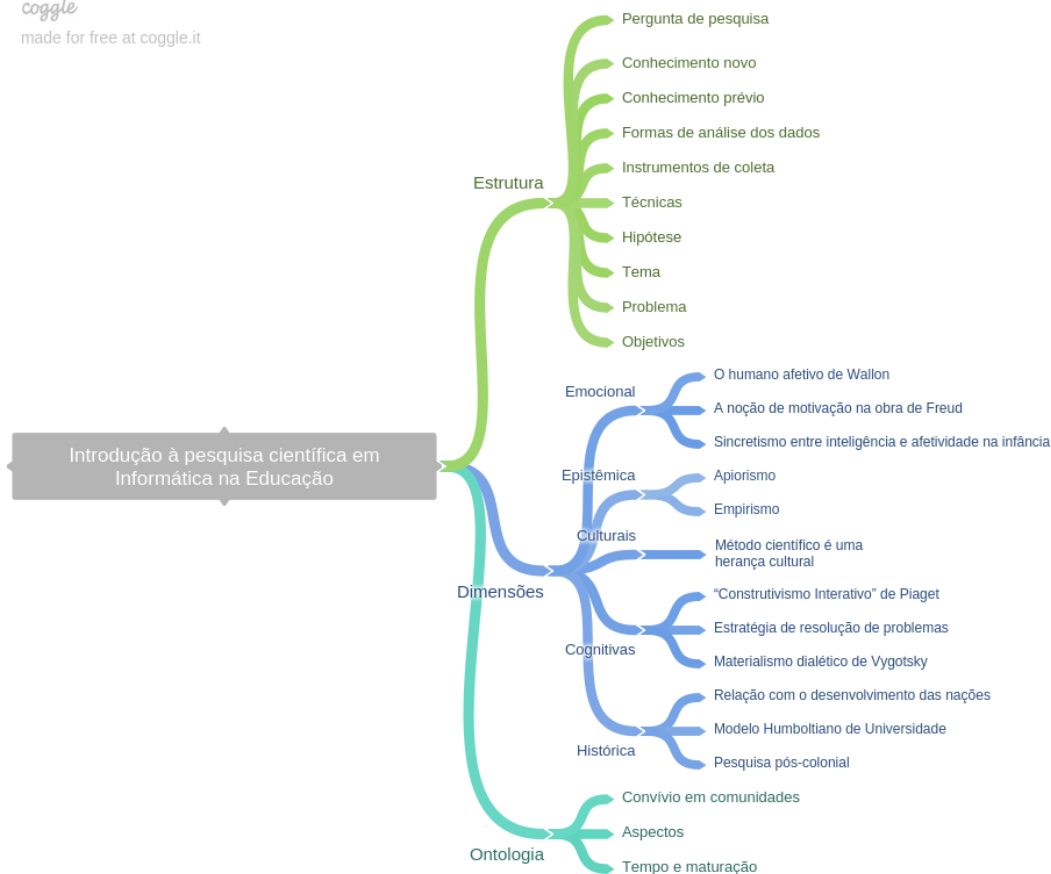 coggle
made for free at coggle.it
Introdução à pesquisa científica em
Informática na Educação
Estrutura
Pergunta de pesquisa
Conhecimento novo
Conhecimento prévio
Formas de análise dos dados
Instrumentos de coleta
Técnicas
Hipótese
Tema
Problema
Objetivos
Dimensões
Emocional
O humano afetivo de Wallon
A noção de motivação na obra de Freud
Sincretismo entre inteligência e afetividade na infância
Epistêmica
Apiorismo
Empirismo
Culturais
Método científico é uma
herança cultural
Cognitivas
“Construtivismo Interativo” de Piaget
Estratégia de resolução de problemas
Materialismo dialético de Vygotsky
Histórica
Relação com o desenvolvimento das nações
Modelo Humboltiano de Universidade
Pesquisa pós-colonial
Ontologia
Convívio em comunidades
Aspectos
Tempo e maturação